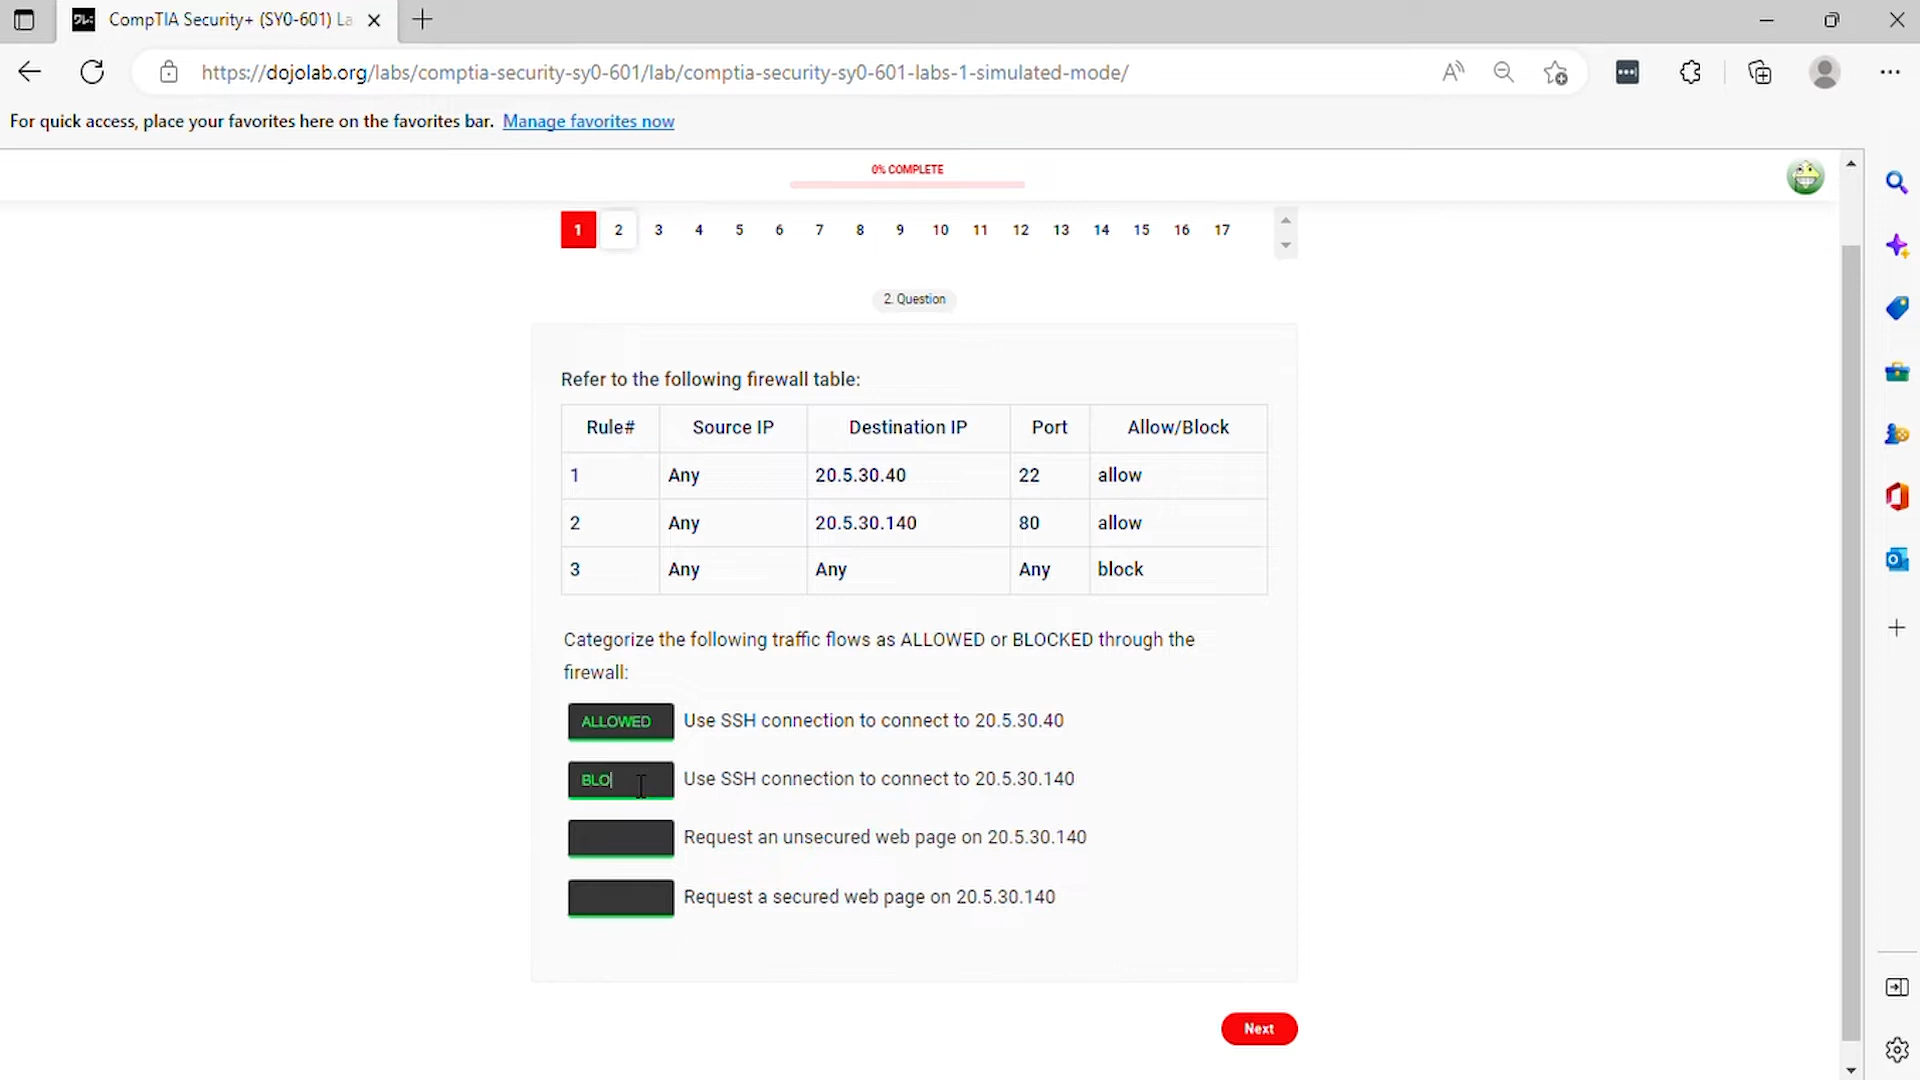 CompTIA Security+ (SY0-601) La
https://dojolab.org/labs/comptia-security-sy0-601/lab/comptia-security-sy0-601-labs-1-simulated-mode/
For quick access, place your favorites here on the favorites bar. Manage favorites now
0% COMPLETE
1 2 3 4 5 6 7 8 9 10 11 12 13 14 15 16 17
2. Question
Refer to the following firewall table:
Rule# Source IP Destination IP Port Allow/Block
1 Any 20.5.30.40 22 allow
2 Any 20.5.30.140 80 allow
3 Any Any Any block
Categorize the following traffic flows as ALLOWED or BLOCKED through the
firewall:
ALLOWED Use SSH connection to connect to 20.5.30.40
BLO Use SSH connection to connect to 20.5.30.140
Request an unsecured web page on 20.5.30.140
Request a secured web page on 20.5.30.140
Next